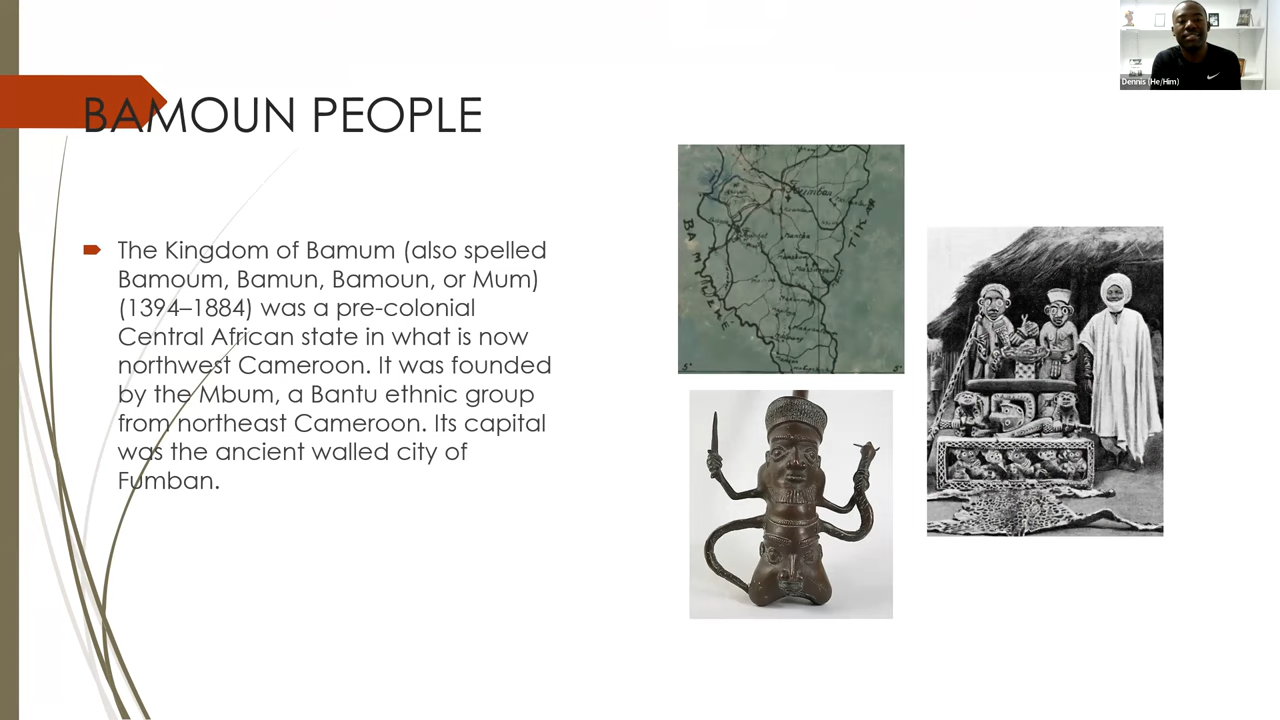 BAMOUN PEOPLE
The Kingdom of Bamum (also spelled
Bamoum, Bamun, Bamoun, or Mum)
(1394–1884) was a pre-colonial
Central African state in what is now
northwest Cameroon. It was founded
by the Mbum, a Bantu ethnic group
from northeast Cameroon. Its capital
was the ancient walled city of
Fumban.
Dennis (He/Him)